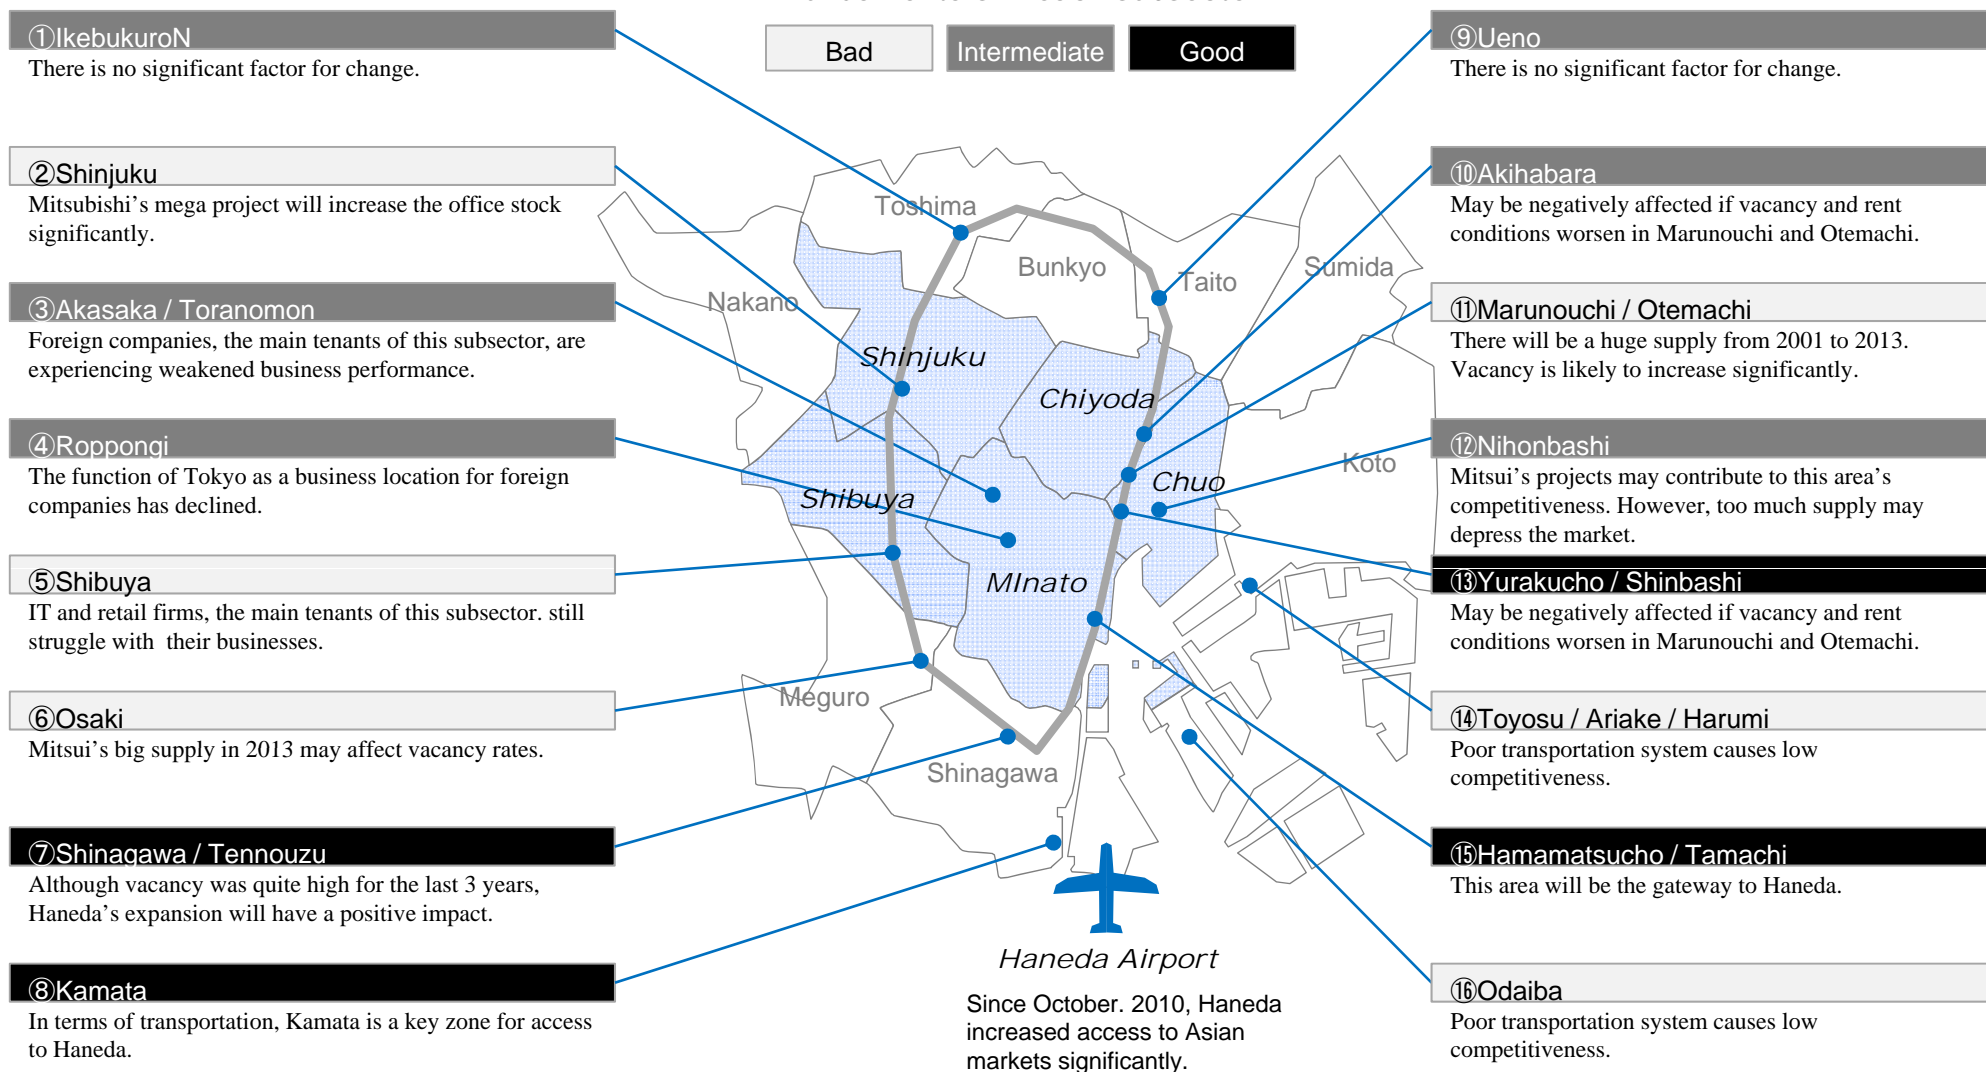 Bad
Intermediate
Good
①IkebukuroN
There is no significant factor for change.
②Shinjuku
Mitsubishi’s mega project will increase the office stock
significantly.
③Akasaka / Toranomon
Foreign companies, the main tenants of this subsector, are
experiencing weakened business performance.
④Roppongi
The function of Tokyo as a business location for foreign
companies has declined.
⑤Shibuya
IT and retail firms, the main tenants of this subsector. still
struggle with their businesses.
⑥Osaki
Mitsui’s big supply in 2013 may affect vacancy rates.
⑦Shinagawa / Tennouzu
Although vacancy was quite high for the last 3 years,
Haneda’s expansion will have a positive impact.
⑧Kamata
In terms of transportation, Kamata is a key zone for access
to Haneda.
Toshima
Bunkyo
Taito
Sumida
Nakano
Shinjuku
Chiyoda
Koto
Chuo
Shibuya
MInato
Meguro
Shinagawa
Haneda Airport
Since October. 2010, Haneda
increased access to Asian
markets significantly.
⑨Ueno
There is no significant factor for change.
⑩Akihabara
May be negatively affected if vacancy and rent
conditions worsen in Marunouchi and Otemachi.
⑪Marunouchi / Otemachi
There will be a huge supply from 2001 to 2013.
Vacancy is likely to increase significantly.
⑫Nihonbashi
Mitsui’s projects may contribute to this area’s
competitiveness. However, too much supply may
depress the market.
⑬Yurakucho / Shinbashi
May be negatively affected if vacancy and rent
conditions worsen in Marunouchi and Otemachi.
⑭Toyosu / Ariake / Harumi
Poor transportation system causes low
competitiveness.
⑮Hamamatsucho / Tamachi
This area will be the gateway to Haneda.
⑯Odaiba
Poor transportation system causes low
competitiveness.